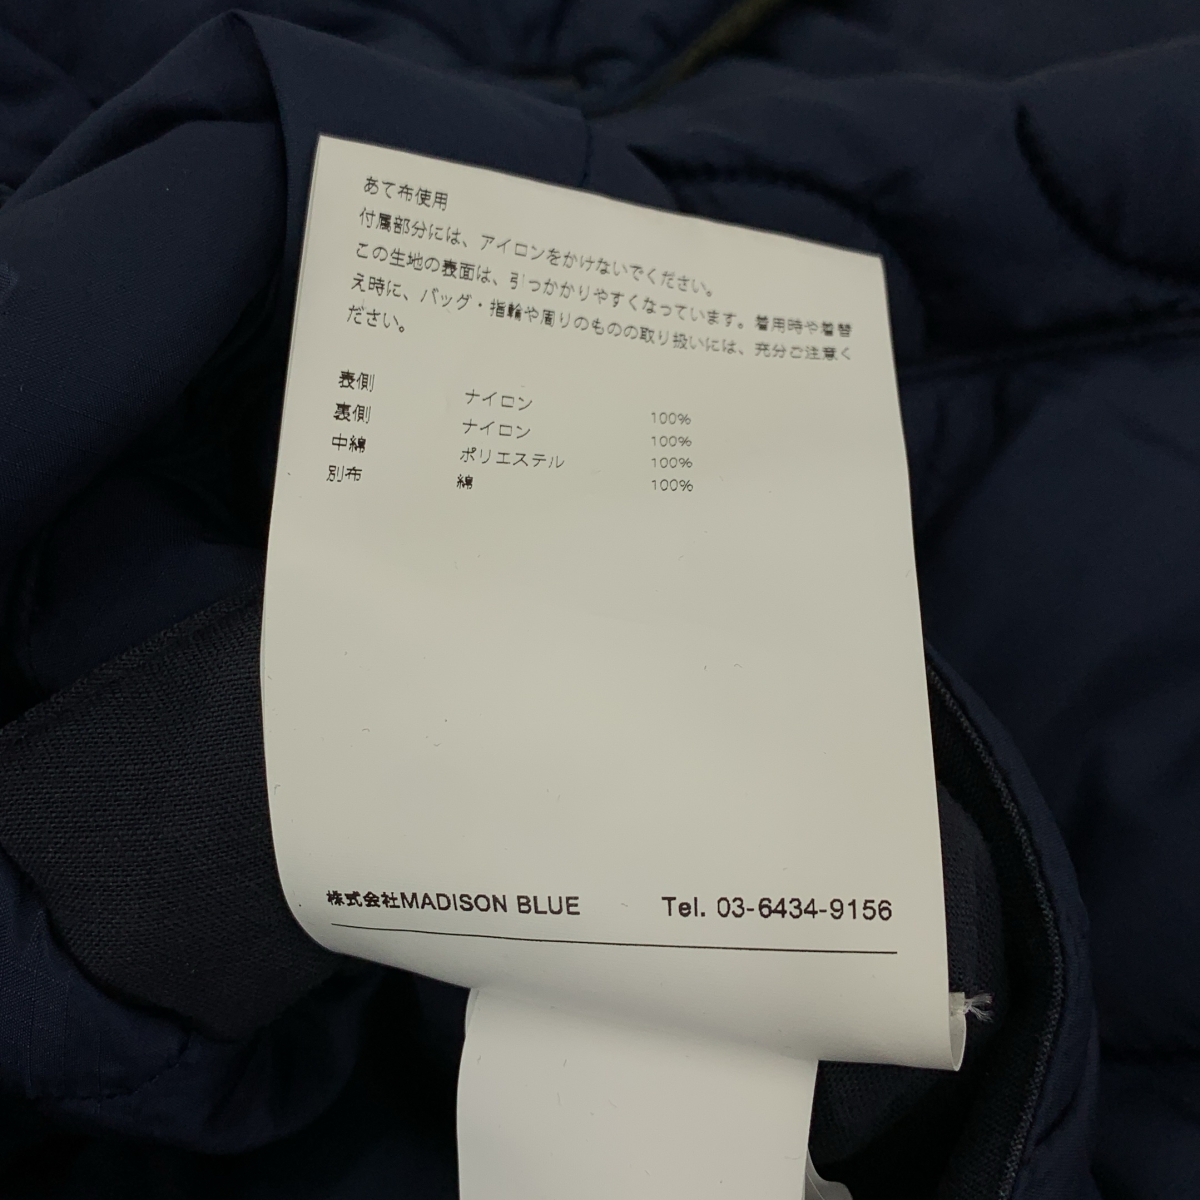 あて布使用
付属部分には、アイロンをかけないでください。
この生地の表面は、引っかかりやすくなっています。着用時や着替
え時に、バッグ・指輪や周りのものの取り扱いには、充分ご注意く
ださい。
表側 ナイロン 100%
裏側 ナイロン 100%
中綿 ポリエステル 100%
別布 綿 100%
株式会社MADISON BLUE Tel. 03-6434-9156